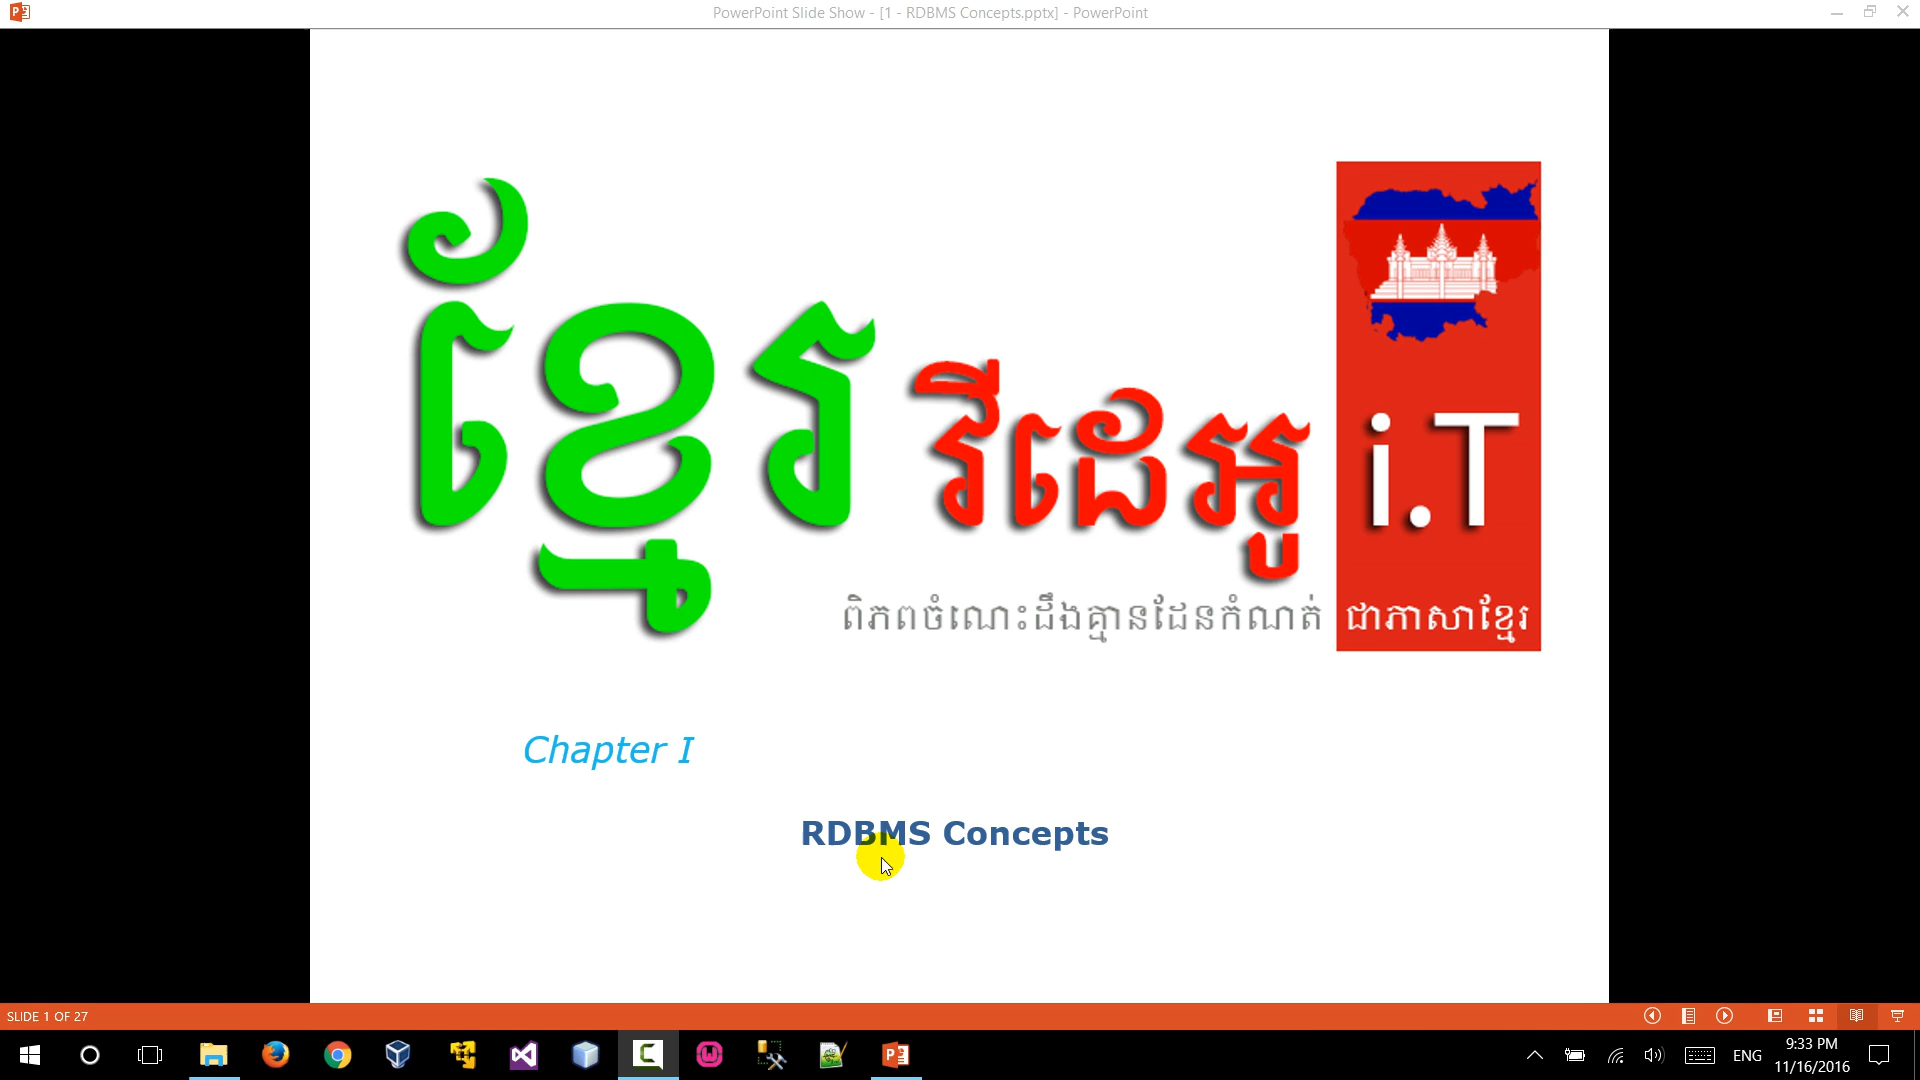 PowerPoint Slide Show - [1 - RDBMS Concepts.pptx] - PowerPoint
ខ្មែរ វីដេអូ i.T
ពិភពចំណេះដឹងគ្មានដែនកំណត់ ជាភាសាខ្មែរ
Chapter I
RDBMS Concepts
SLIDE 1 OF 27
ENG
9:33 PM
11/16/2016